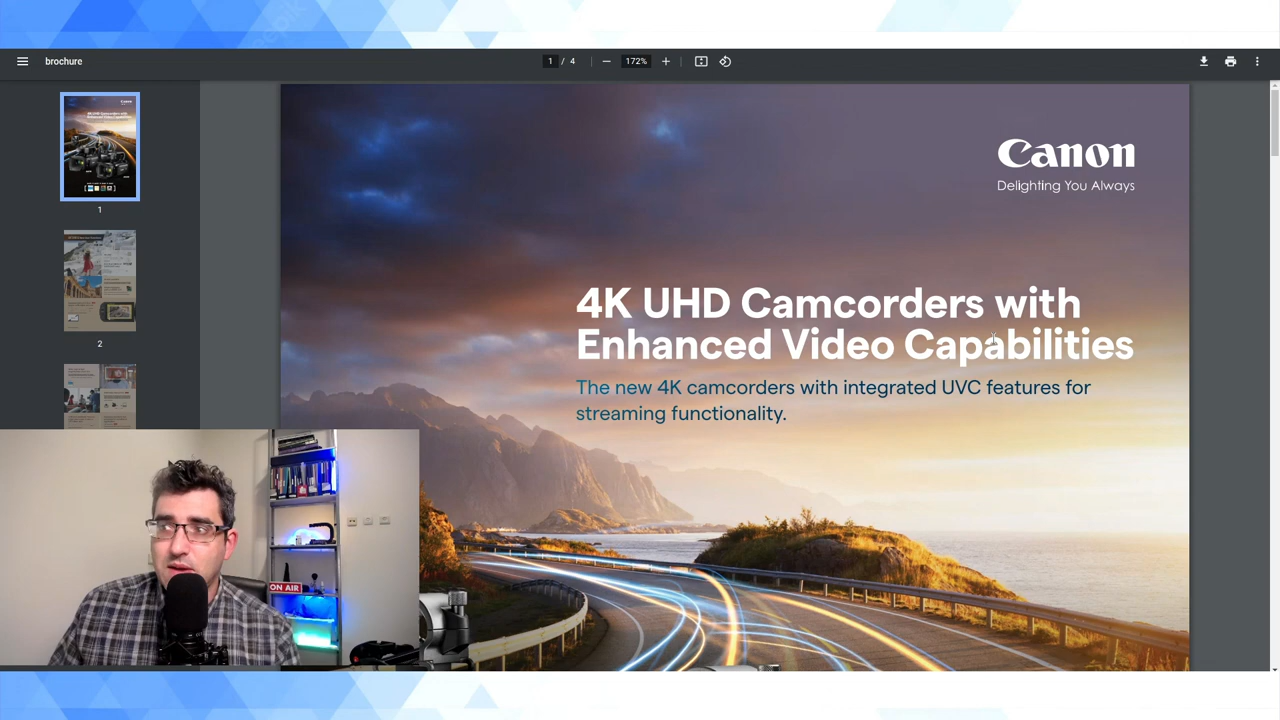 brochure
1 / 4
172%
1
2
Canon
Delighting You Always
4K UHD Camcorders with
Enhanced Video Capabilities
The new 4K camcorders with integrated UVC features for
streaming functionality.
ON AIR